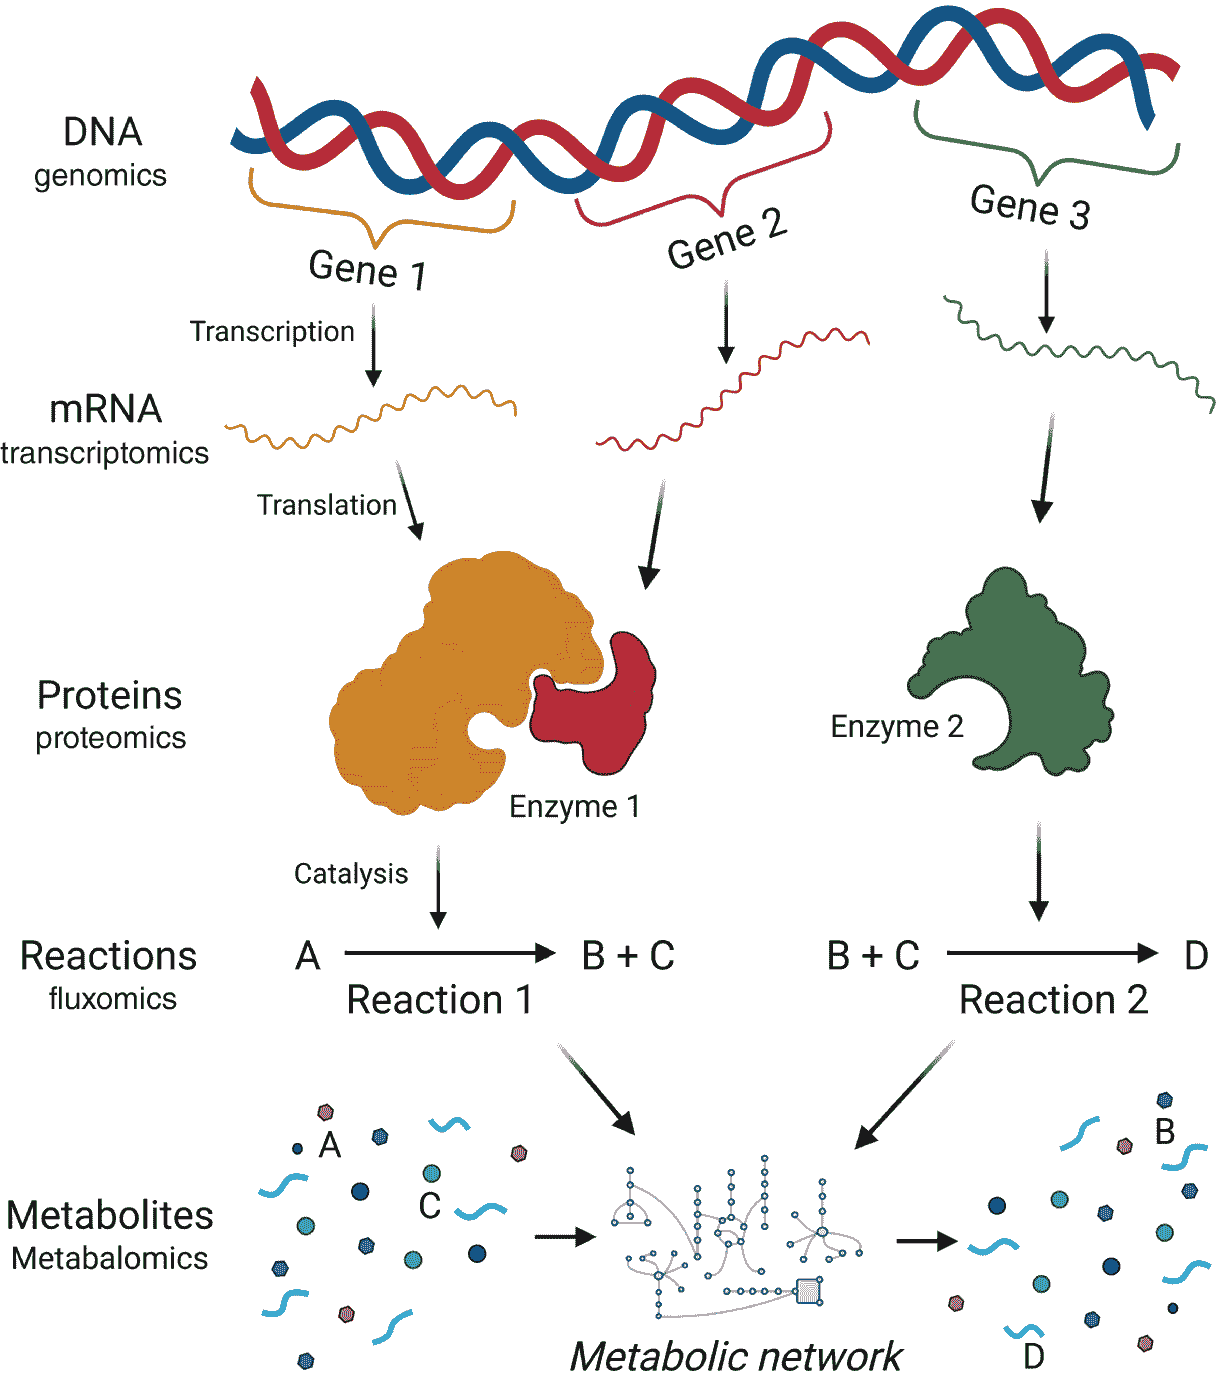 DNA
genomics
Gene 1
Gene 2
Gene 3
Transcription
mRNA
transcriptomics
Translation
Proteins
proteomics
Enzyme 1
Enzyme 2
Catalysis
Reactions
fluxomics
A
B + C
Reaction 1
B + C
D
Reaction 2
A
C
B
Metabolites
Metabalomics
D
Metabolic network